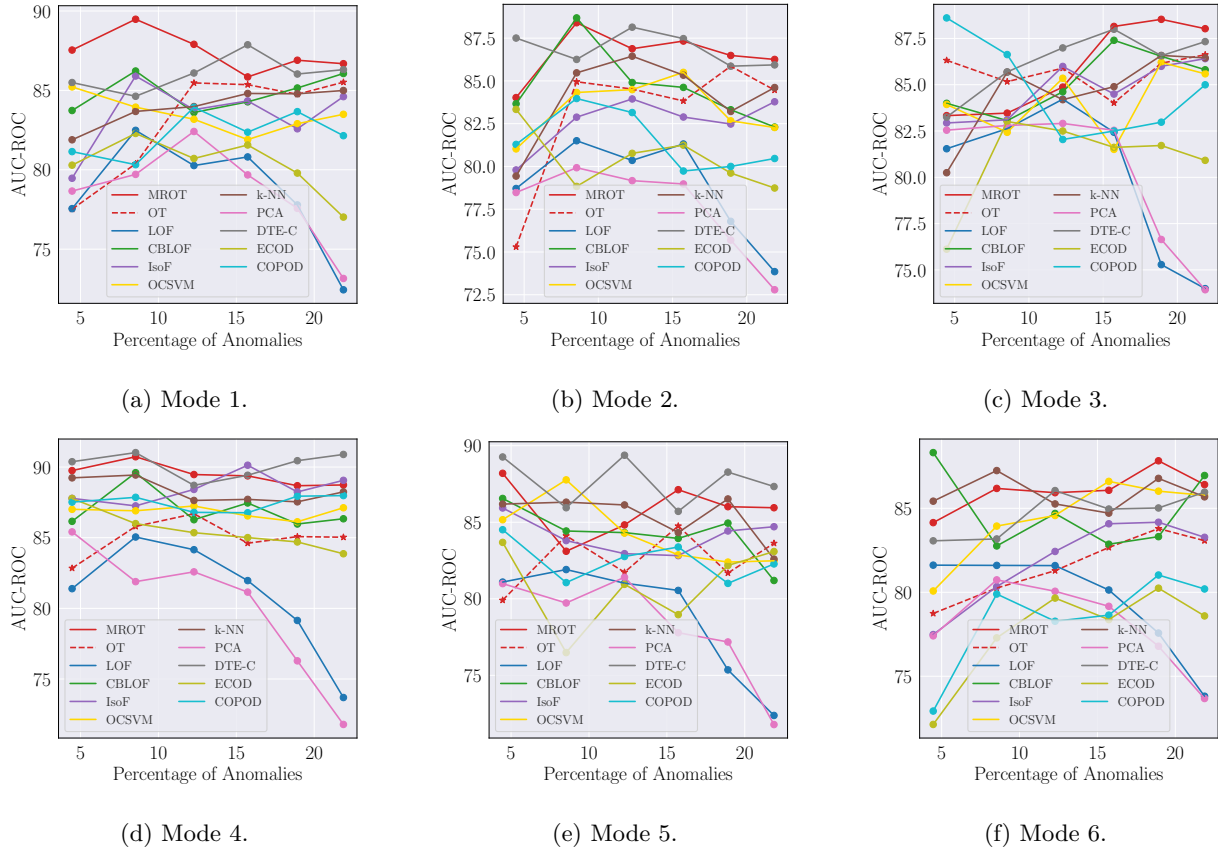 90
85
80
75
AUC-ROC
5 10 15 20
Percentage of Anomalies
MROT
OT
LOF
CBLOF
IsoF
OCSVM
k-NN
PCA
DTE-C
ECOD
COPOD
(a) Mode 1.
87.5
85.0
82.5
80.0
77.5
75.0
72.5
AUC-ROC
5 10 15 20
Percentage of Anomalies
MROT
OT
LOF
CBLOF
IsoF
OCSVM
k-NN
PCA
DTE-C
ECOD
COPOD
(b) Mode 2.
87.5
85.0
82.5
80.0
77.5
75.0
AUC-ROC
5 10 15 20
Percentage of Anomalies
MROT
OT
LOF
CBLOF
IsoF
OCSVM
k-NN
PCA
DTE-C
ECOD
COPOD
(c) Mode 3.
90
85
80
75
AUC-ROC
5 10 15 20
Percentage of Anomalies
MROT
OT
LOF
CBLOF
IsoF
OCSVM
k-NN
PCA
DTE-C
ECOD
COPOD
(d) Mode 4.
90
85
80
75
AUC-ROC
5 10 15 20
Percentage of Anomalies
MROT
OT
LOF
CBLOF
IsoF
OCSVM
k-NN
PCA
DTE-C
ECOD
COPOD
(e) Mode 5.
85
80
75
AUC-ROC
5 10 15 20
Percentage of Anomalies
MROT
OT
LOF
CBLOF
IsoF
OCSVM
k-NN
PCA
DTE-C
ECOD
COPOD
(f) Mode 6.